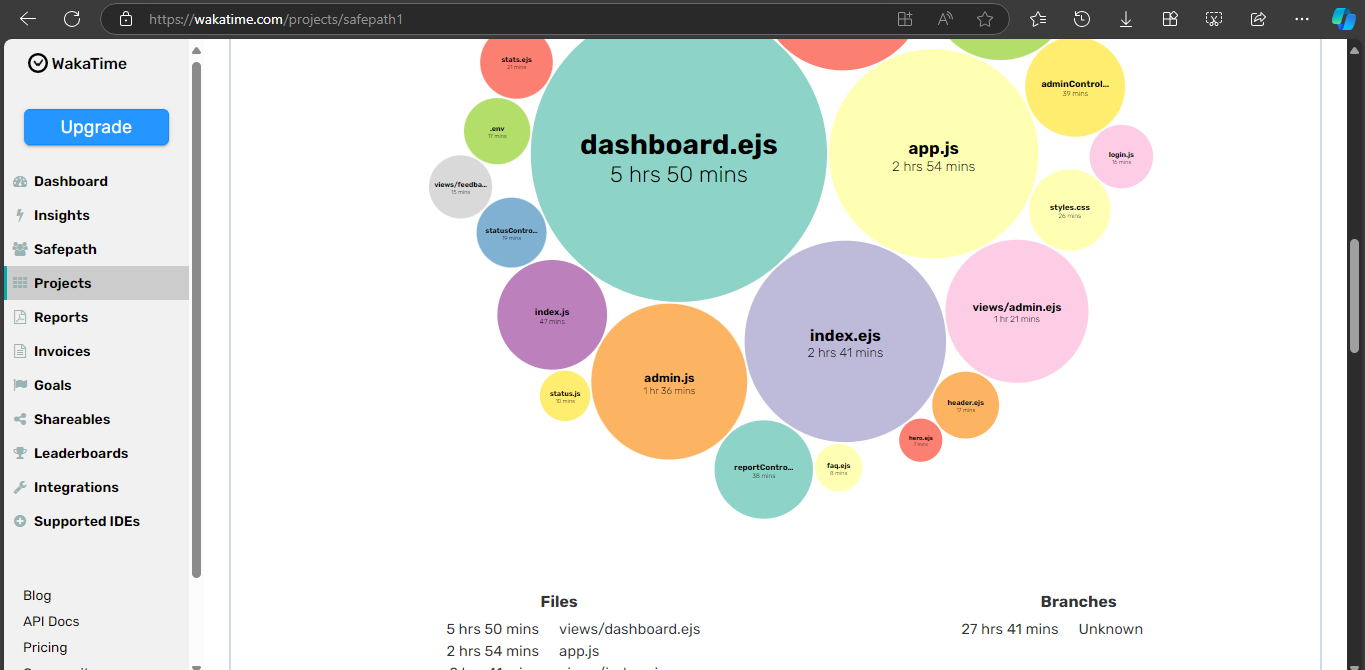 https://wakatime.com/projects/safepath1
WakaTime
Upgrade
Dashboard
Insights
Safepath
Projects
Reports
Invoices
Goals
Shareables
Leaderboards
Integrations
Supported IDEs
Blog
API Docs
Pricing
stats.ejs
21 mins
.env
17 mins
views/feedba...
15 mins
statusContro...
19 mins
dashboard.ejs
5 hrs 50 mins
app.js
2 hrs 54 mins
adminControl...
39 mins
login.js
16 mins
styles.css
26 mins
index.js
47 mins
status.js
10 mins
admin.js
1 hr 36 mins
index.ejs
2 hrs 41 mins
views/admin.ejs
1 hr 21 mins
header.ejs
17 mins
hero.ejs
7 mins
faq.ejs
8 mins
reportContro...
38 mins
Files
5 hrs 50 mins views/dashboard.ejs
2 hrs 54 mins app.js
Branches
27 hrs 41 mins Unknown